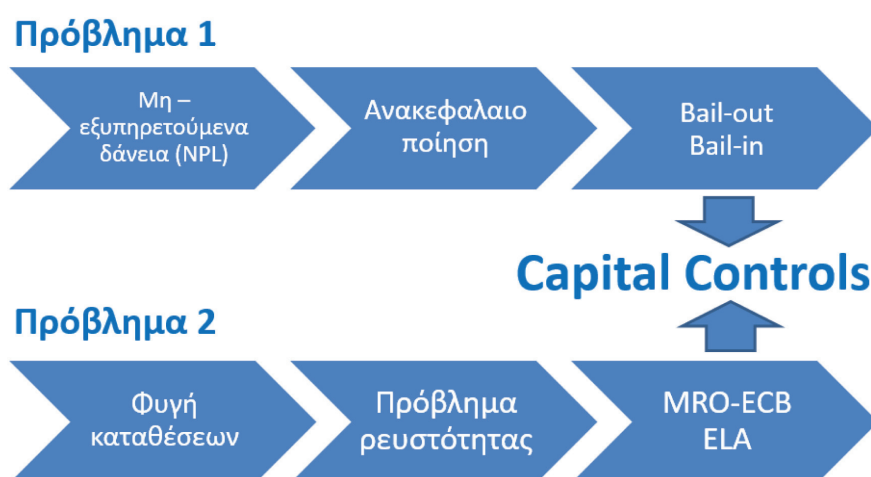 Πρόβλημα 1
Μη –
εξυπηρετούμενα
δάνεια (NPL)
Ανακεφαλαιο
ποίηση
Bail-out
Bail-in
Capital Controls
Πρόβλημα 2
Φυγή
καταθέσεων
Πρόβλημα
ρευστότητας
MRO-ECB
ELA